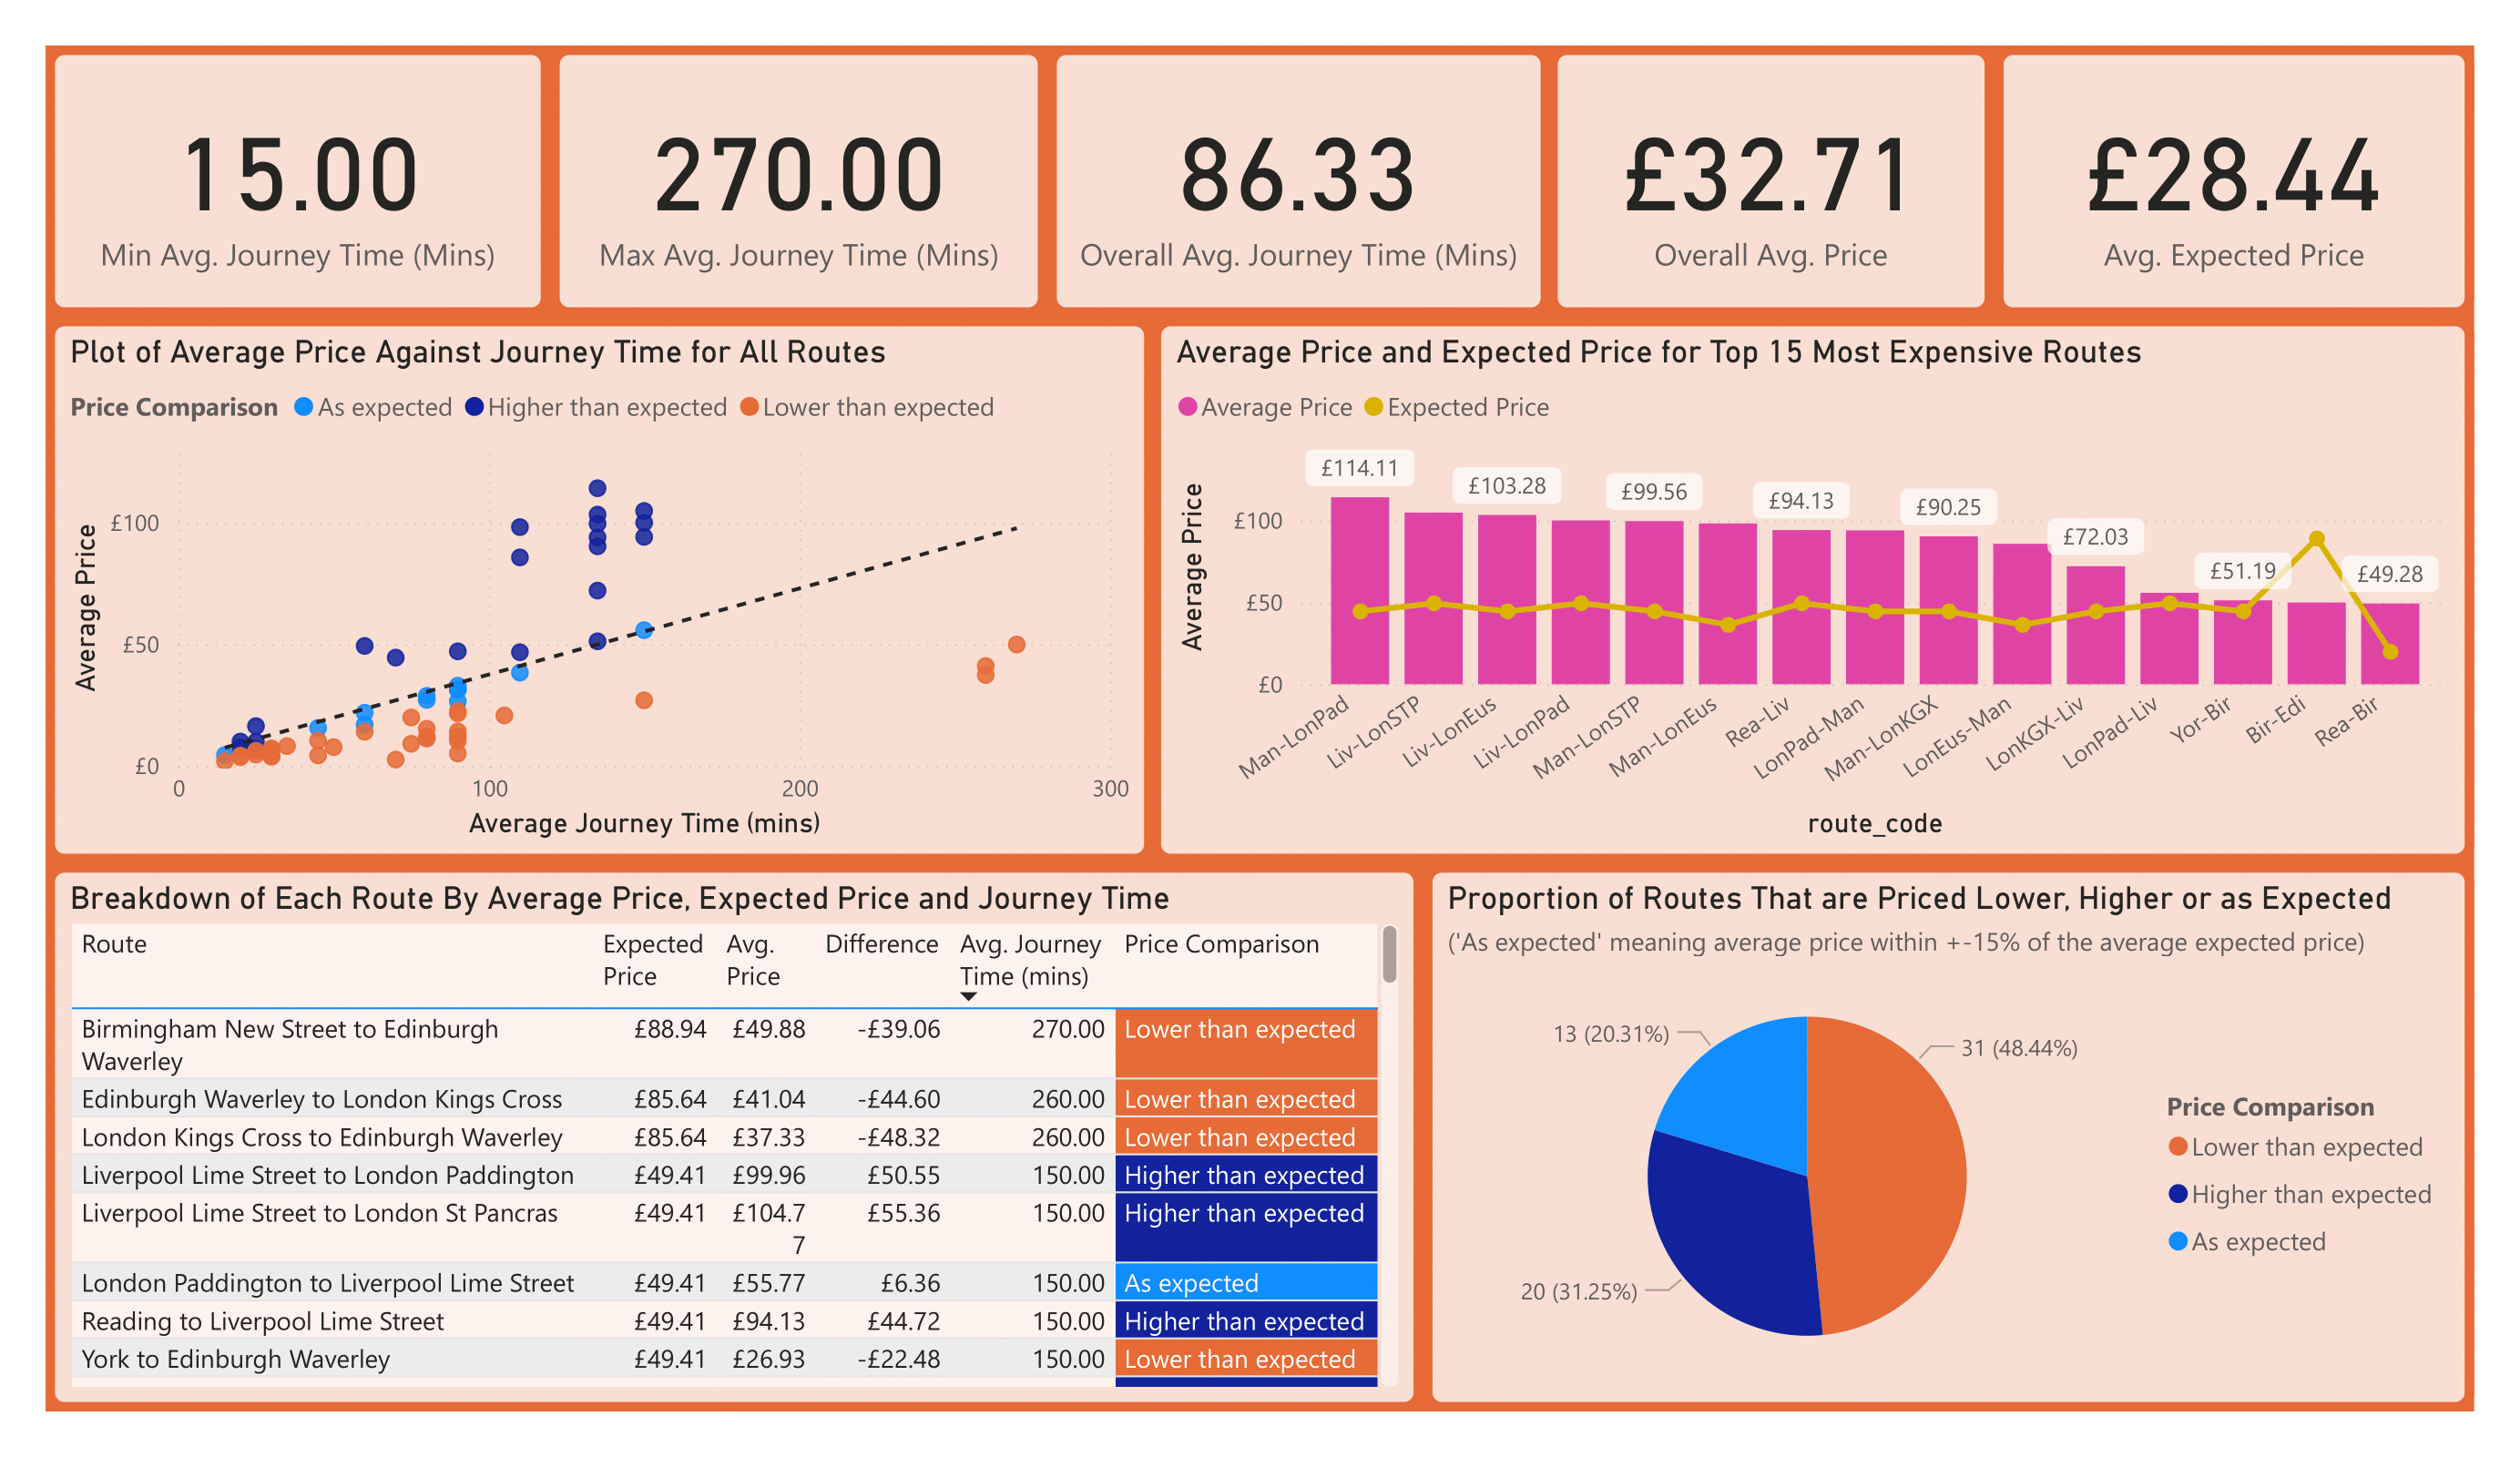 15.00
Min Avg. Journey Time (Mins)
270.00
Max Avg. Journey Time (Mins)
86.33
Overall Avg. Journey Time (Mins)
£32.71
Overall Avg. Price
£28.44
Avg. Expected Price
Plot of Average Price Against Journey Time for All Routes
Price Comparison As expected Higher than expected Lower than expected
Average Price
£100
£50
£0
0 100 200 300
Average Journey Time (mins)
Average Price and Expected Price for Top 15 Most Expensive Routes
Average Price Expected Price
Average Price
£100
£50
£0
£114.11 £103.28 £99.56 £94.13 £90.25 £72.03 £51.19 £49.28
Man-LonPad Liv-LonSTP Liv-LonEus Liv-LonPad Man-LonSTP Man-LonEus Rea-Liv LonPad-Man Man-LonKGX LonEus-Man LonKGX-Liv LonPad-Liv Yor-Bir Bir-Edi Rea-Bir
route_code
Breakdown of Each Route By Average Price, Expected Price and Journey Time
Route Expected Avg. Difference Avg. Journey Price Comparison
Price Price Time (mins)
Birmingham New Street to Edinburgh £88.94 £49.88 -£39.06 270.00 Lower than expected
Waverley
Edinburgh Waverley to London Kings Cross £85.64 £41.04 -£44.60 260.00 Lower than expected
London Kings Cross to Edinburgh Waverley £85.64 £37.33 -£48.32 260.00 Lower than expected
Liverpool Lime Street to London Paddington £49.41 £99.96 £50.55 150.00 Higher than expected
Liverpool Lime Street to London St Pancras £49.41 £104.7 £55.36 150.00 Higher than expected
7
London Paddington to Liverpool Lime Street £49.41 £55.77 £6.36 150.00 As expected
Reading to Liverpool Lime Street £49.41 £94.13 £44.72 150.00 Higher than expected
York to Edinburgh Waverley £49.41 £26.93 -£22.48 150.00 Lower than expected
Proportion of Routes That are Priced Lower, Higher or as Expected
('As expected' meaning average price within +-15% of the average expected price)
13 (20.31%)
31 (48.44%)
20 (31.25%)
Price Comparison
Lower than expected
Higher than expected
As expected